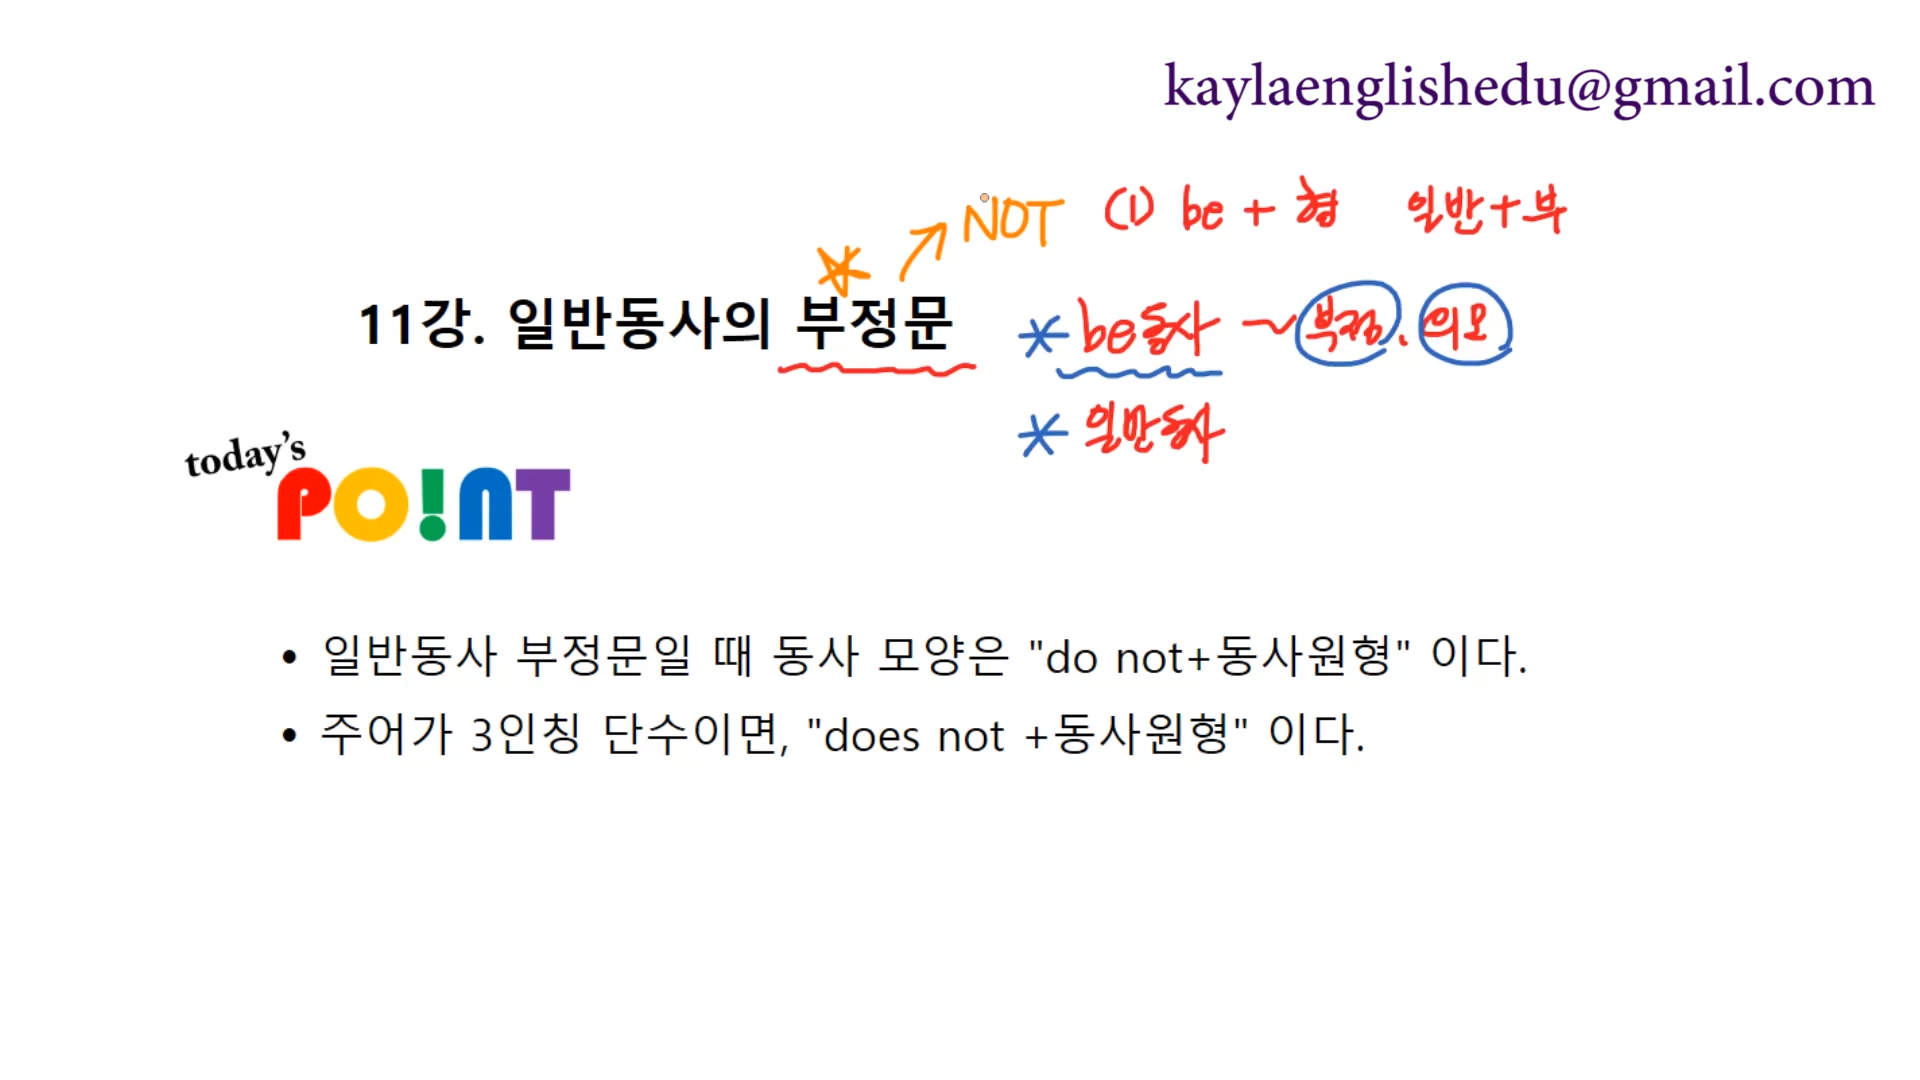 kaylaenglishedu@gmail.com
NOT (1) be + 형 일반+부
11강. 일반동사의 부정문
* be동사 ~ 부정. 의문
* 일반동사
today's
PO!NT
• 일반동사 부정문일 때 동사 모양은 "do not+동사원형" 이다.
• 주어가 3인칭 단수이면, "does not +동사원형" 이다.